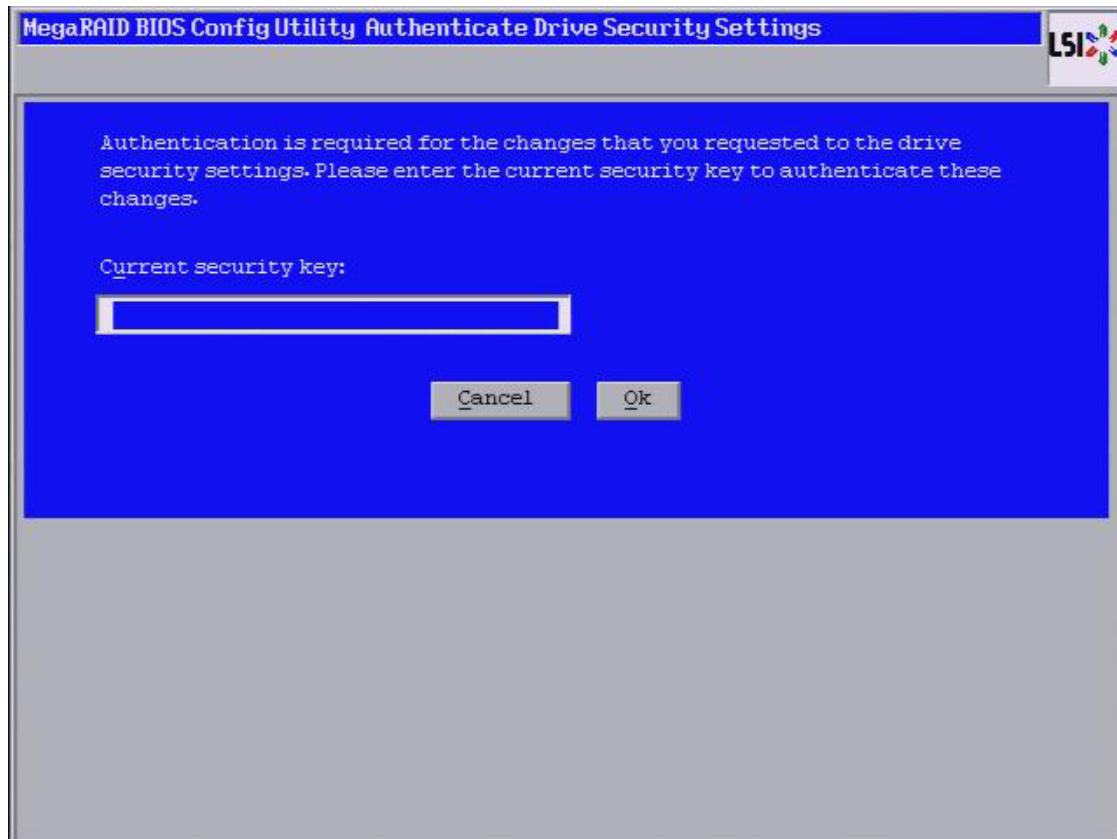 MegaRAID BIOS Config Utility Authenticate Drive Security Settings
LSI
Authentication is required for the changes that you requested to the drive
security settings. Please enter the current security key to authenticate these
changes.
Current security key:
Cancel
Ok